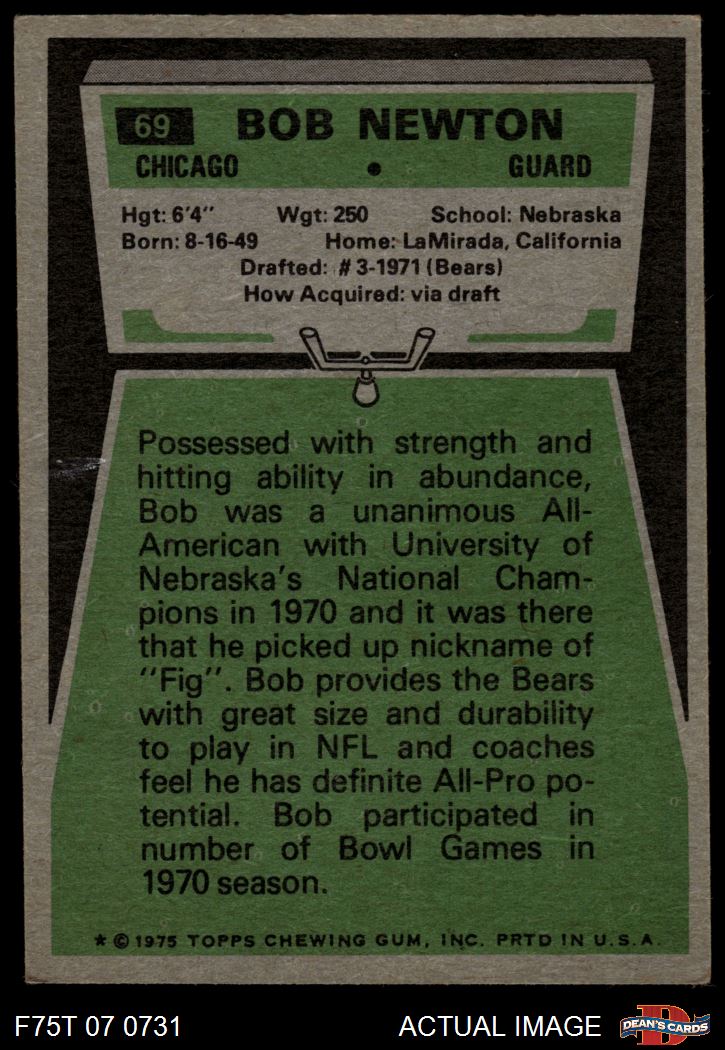 69 BOB NEWTON
CHICAGO • GUARD
Hgt: 6'4" Wgt: 250 School: Nebraska
Born: 8-16-49 Home: LaMirada, California
Drafted: #3-1971 (Bears)
How Acquired: via draft
Possessed with strength and
hitting ability in abundance,
Bob was a unanimous All-
American with University of
Nebraska's National Cham-
pions in 1970 and it was there
that he picked up nickname of
"Fig". Bob provides the Bears
with great size and durability
to play in NFL and coaches
feel he has definite All-Pro po-
tential. Bob participated in
number of Bowl Games in
1970 season.
* © 1975 TOPPS CHEWING GUM, INC. PRTD IN U.S.A.
F75T 07 0731 ACTUAL IMAGE D DEAN'S CARDS